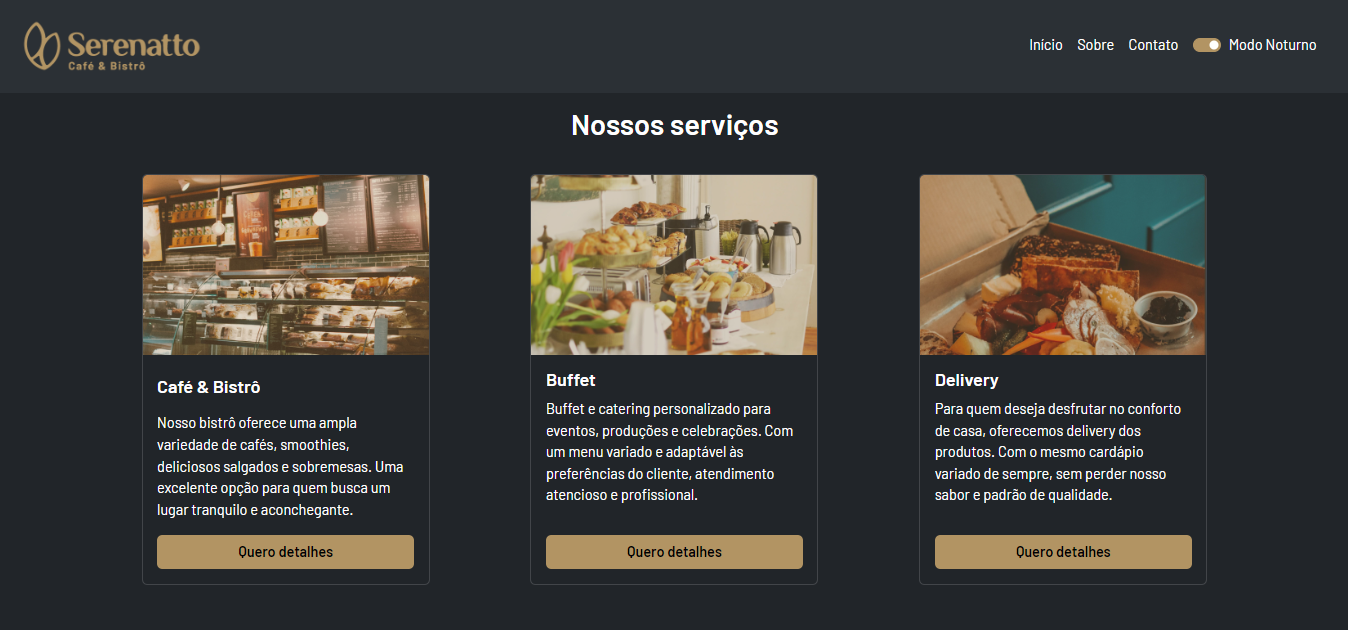 Serenatto
Café & Bistrô
Início Sobre Contato Modo Noturno
Nossos serviços
Café & Bistrô
Nosso bistrô oferece uma ampla
variedade de cafés, smoothies,
deliciosos salgados e sobremesas. Uma
excelente opção para quem busca um
lugar tranquilo e aconchegante.
Quero detalhes
Buffet
Buffet e catering personalizado para
eventos, produções e celebrações. Com
um menu variado e adaptável às
preferências do cliente, atendimento
atencioso e profissional.
Quero detalhes
Delivery
Para quem deseja desfrutar no conforto
de casa, oferecemos delivery dos
produtos. Com o mesmo cardápio
variado de sempre, sem perder nosso
sabor e padrão de qualidade.
Quero detalhes